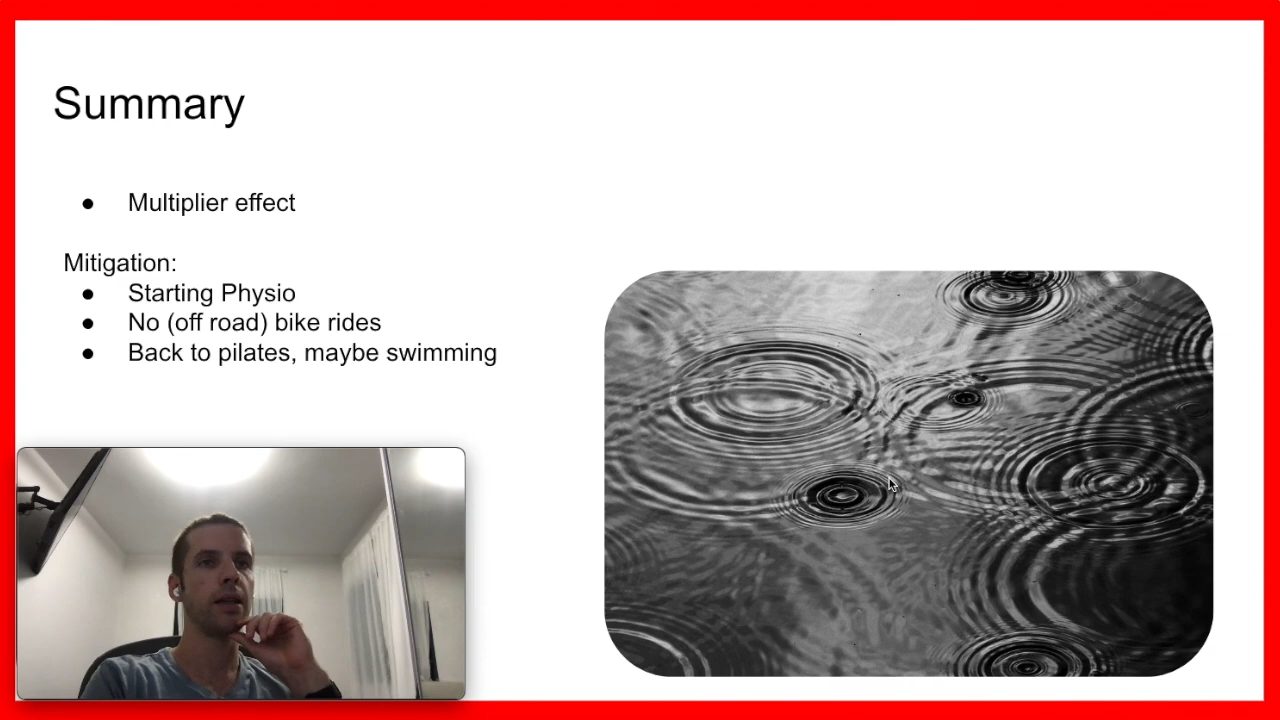 Summary
● Multiplier effect
Mitigation:
● Starting Physio
● No (off road) bike rides
● Back to pilates, maybe swimming